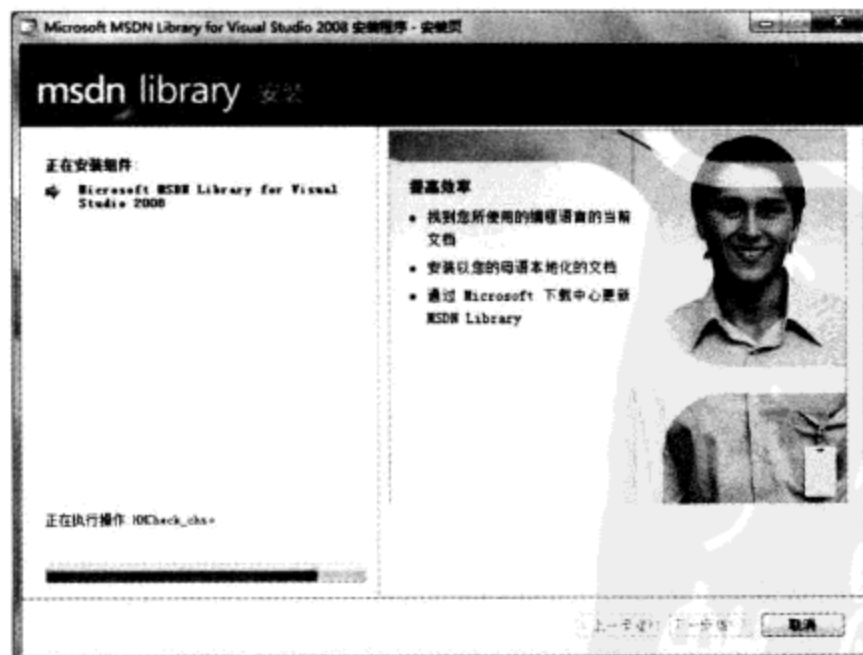 Microsoft MSDN Library for Visual Studio 2008 安装程序 - 安装页
msdn library 安装
正在安装组件:
Microsoft MSDN Library for Visual
Studio 2008
提高效率
• 找到您所使用的编程语言的当前
文档
• 安装以您的母语本地化的文档
• 通过 Microsoft 下载中心更新
MSDN Library
正在执行操作:
取消